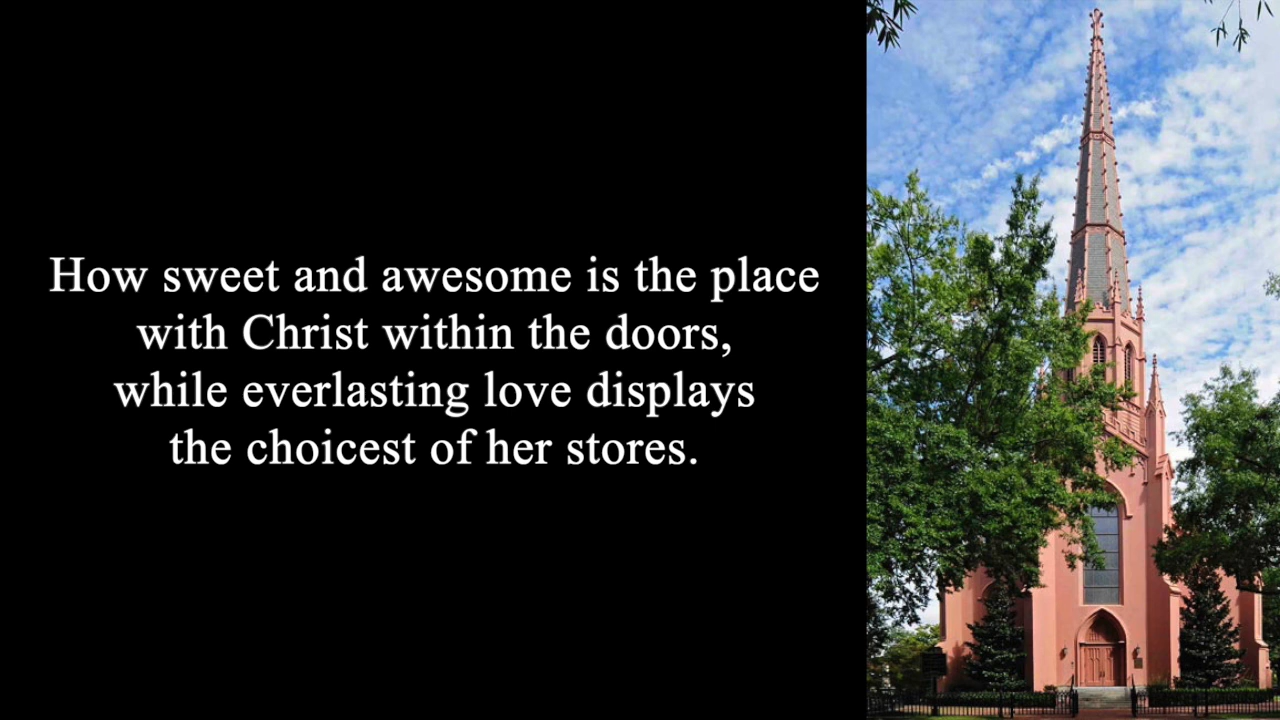 How sweet and awesome is the place
with Christ within the doors,
while everlasting love displays
the choicest of her stores.